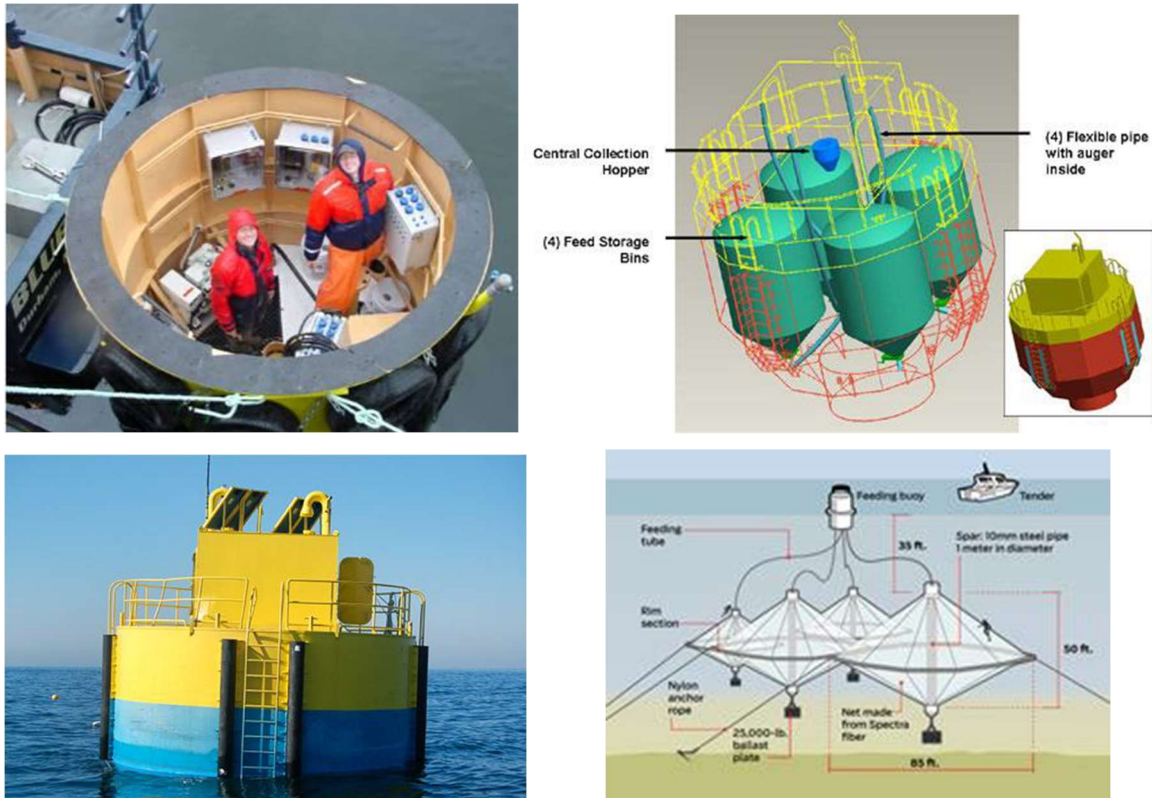 BLUE
Central Collection
Hopper
(4) Feed Storage
Bins
(4) Flexible pipe
with auger
inside
Feeding buoy
Tender
Feeding
tube
35 ft.
Spar: 10mm steel pipe
1 meter in diameter
Rim
section
50 ft.
Nylon
anchor
rope
25,000-lb.
ballast
plate
Net made
from Spectra
fiber
85 ft.